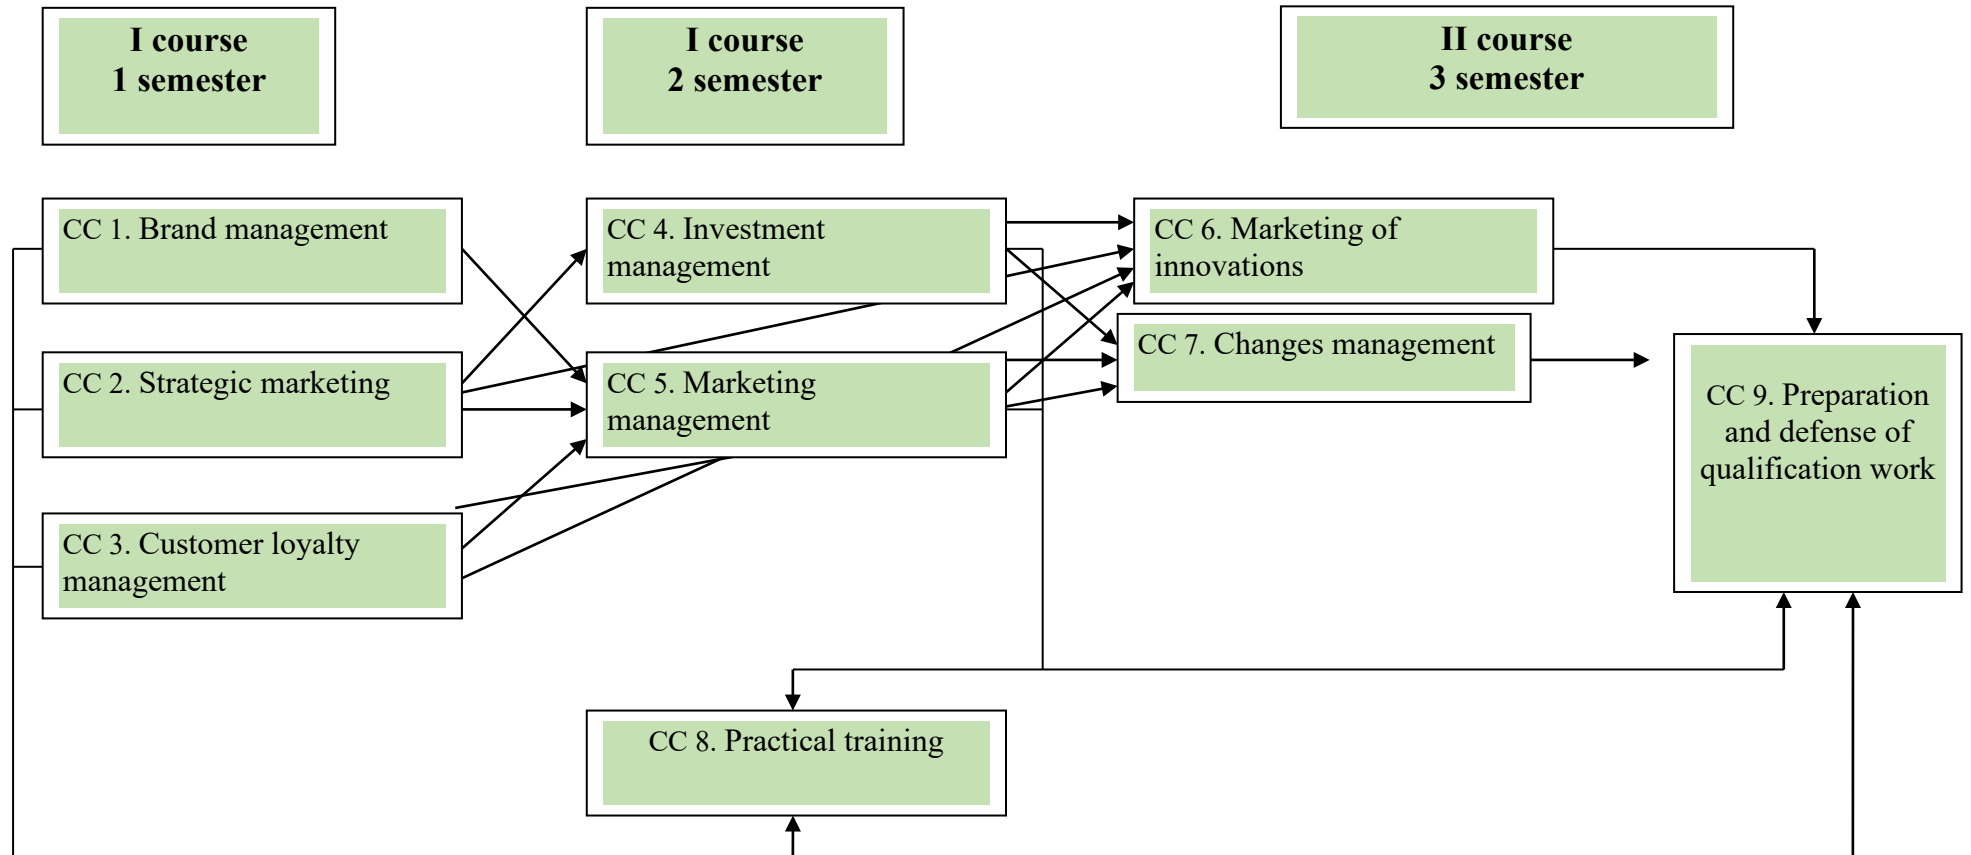 I course
1 semester
I course
2 semester
II course
3 semester
CC 1. Brand management
CC 2. Strategic marketing
CC 3. Customer loyalty
management
CC 4. Investment
management
CC 5. Marketing
management
CC 6. Marketing of
innovations
CC 7. Changes management
CC 9. Preparation
and defense of
qualification work
CC 8. Practical training